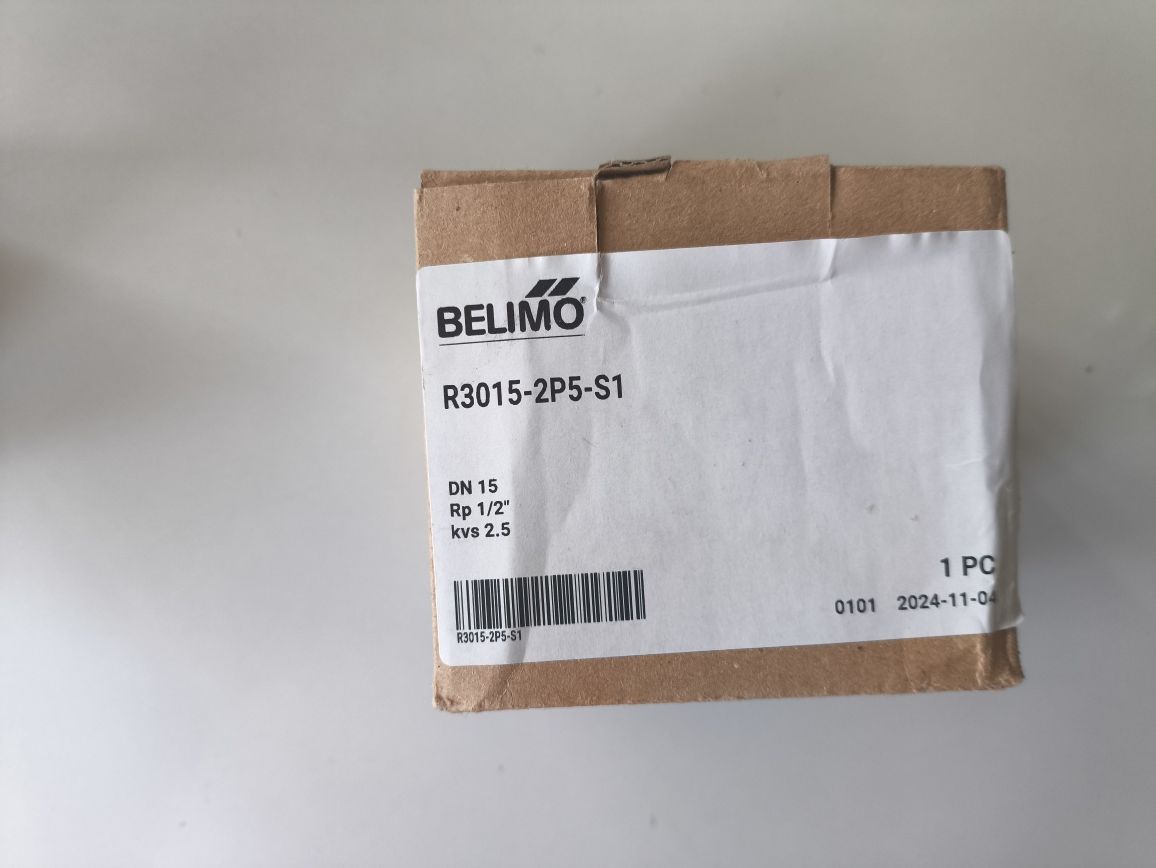 BELIMO®
R3015-2P5-S1
DN 15
Rp 1/2"
kvs 2.5
R3015-2P5-S1
1 PC
0101 2024-11-04